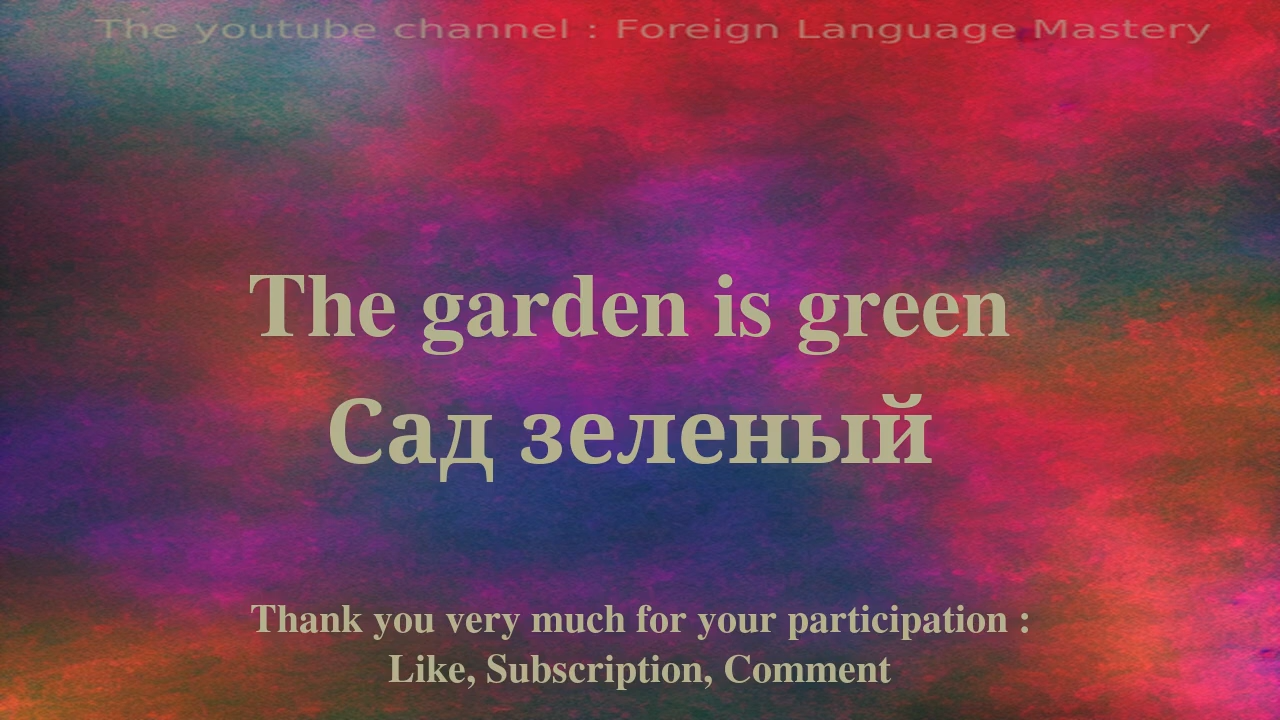 The youtube channel : Foreign Language Mastery
The garden is green
Сад зеленый
Thank you very much for your participation :
Like, Subscription, Comment